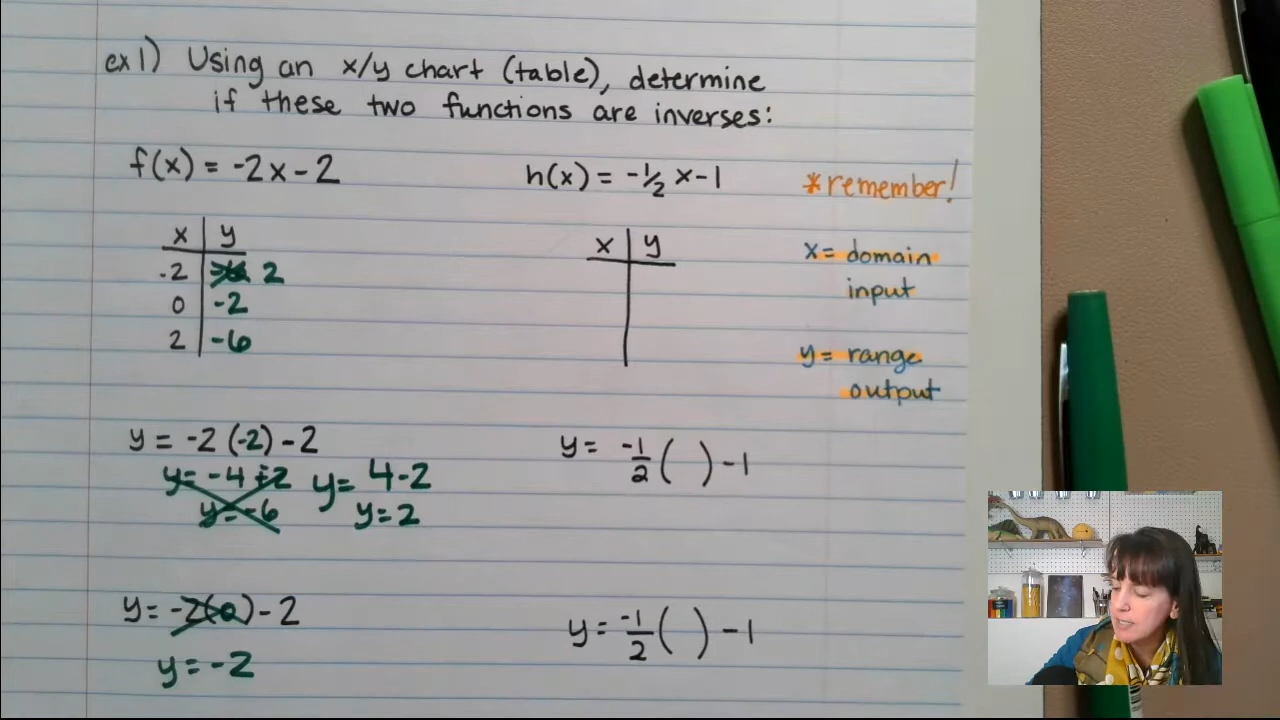 ex 1) Using an x/y chart (table), determine
if these two functions are inverses:
f(x) = -2x - 2
h(x) = -1/2 x - 1
*remember!
x | y
-2 | 2
0 | -2
2 | -6
x | y
x = domain
input
y = range
output
y = -2(-2) - 2
y = -4 + -2
y = -6
y = 4 - 2
y = 2
y = -1/2 ( ) - 1
y = -2(0) - 2
y = -2
y = -1/2 ( ) - 1